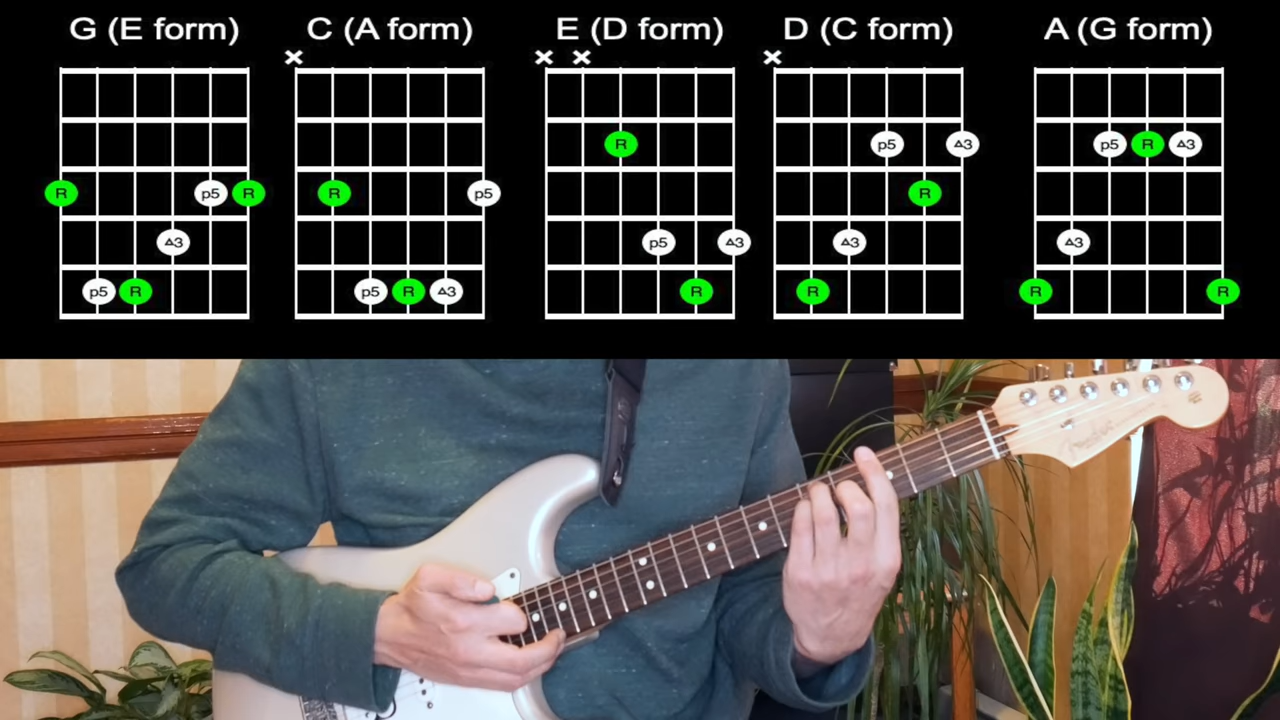 G (E form)
R p5 R
△3
p5 R
C (A form)
×
R p5
p5 R △3
E (D form)
× ×
R
p5 △3
R
D (C form)
×
p5 △3
R
△3
R
A (G form)
p5 R △3
△3
R R